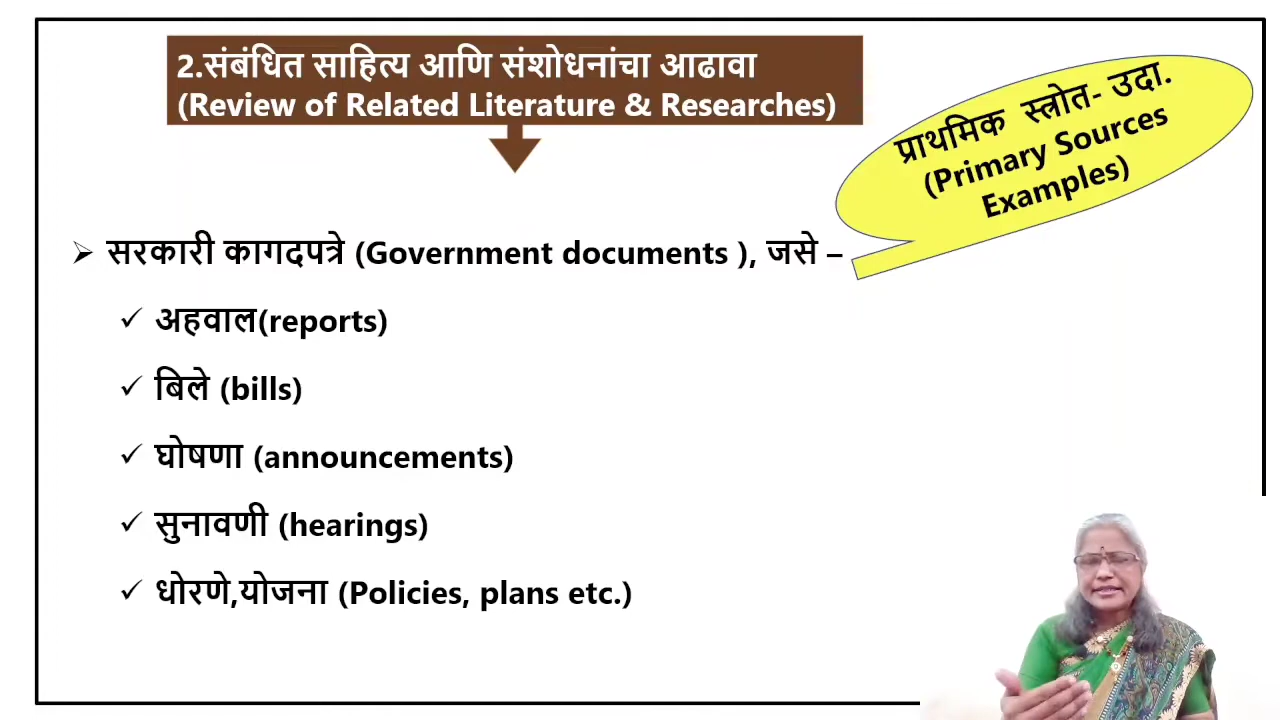 2.संबंधित साहित्य आणि संशोधनांचा आढावा
(Review of Related Literature & Researches)
प्राथमिक स्त्रोत- उदा.
(Primary Sources
Examples)
➢ सरकारी कागदपत्रे (Government documents ), जसे –
✓ अहवाल(reports)
✓ बिले (bills)
✓ घोषणा (announcements)
✓ सुनावणी (hearings)
✓ धोरणे,योजना (Policies, plans etc.)